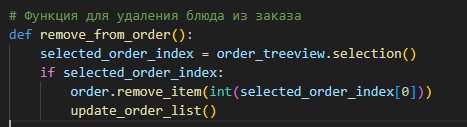 # Функция для удаления блюда из заказа
def remove_from_order():
    selected_order_index = order_treeview.selection()
    if selected_order_index:
        order.remove_item(int(selected_order_index[0]))
        update_order_list()